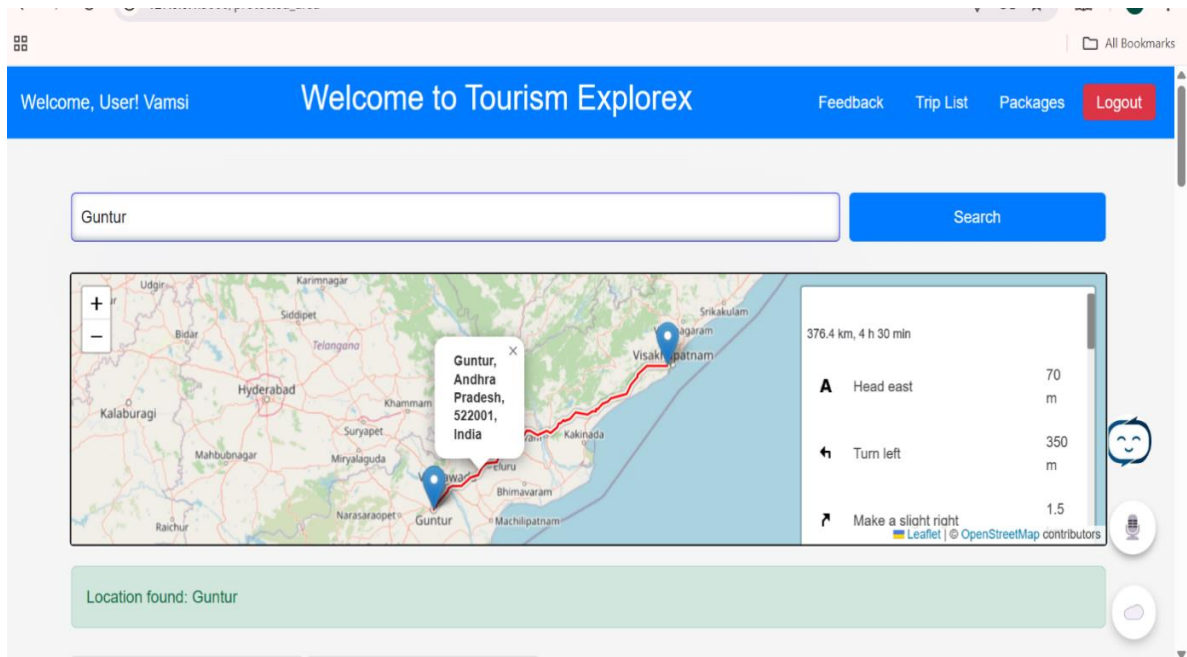 All Bookmarks
Welcome, User! Vamsi
Welcome to Tourism Explorex
Feedback
Trip List
Packages
Logout
Guntur
Search
+
−
Karimnagar
Siddipet
Bidar
Telangana
Hyderabad
Khammam
Kalaburagi
Suryapet
Mahbubnagar
Miryalaguda
Raichur
Narasaraopet
Guntur
Machilipatnam
Bhimavaram
Kakinada
Srikakulam
×
Guntur,
Andhra
Pradesh,
522001,
India
376.4 km, 4 h 30 min
A Head east 70
m
Turn left 350
m
Make a slight right 1.5
Leaflet | © OpenStreetMap contributors
Location found: Guntur